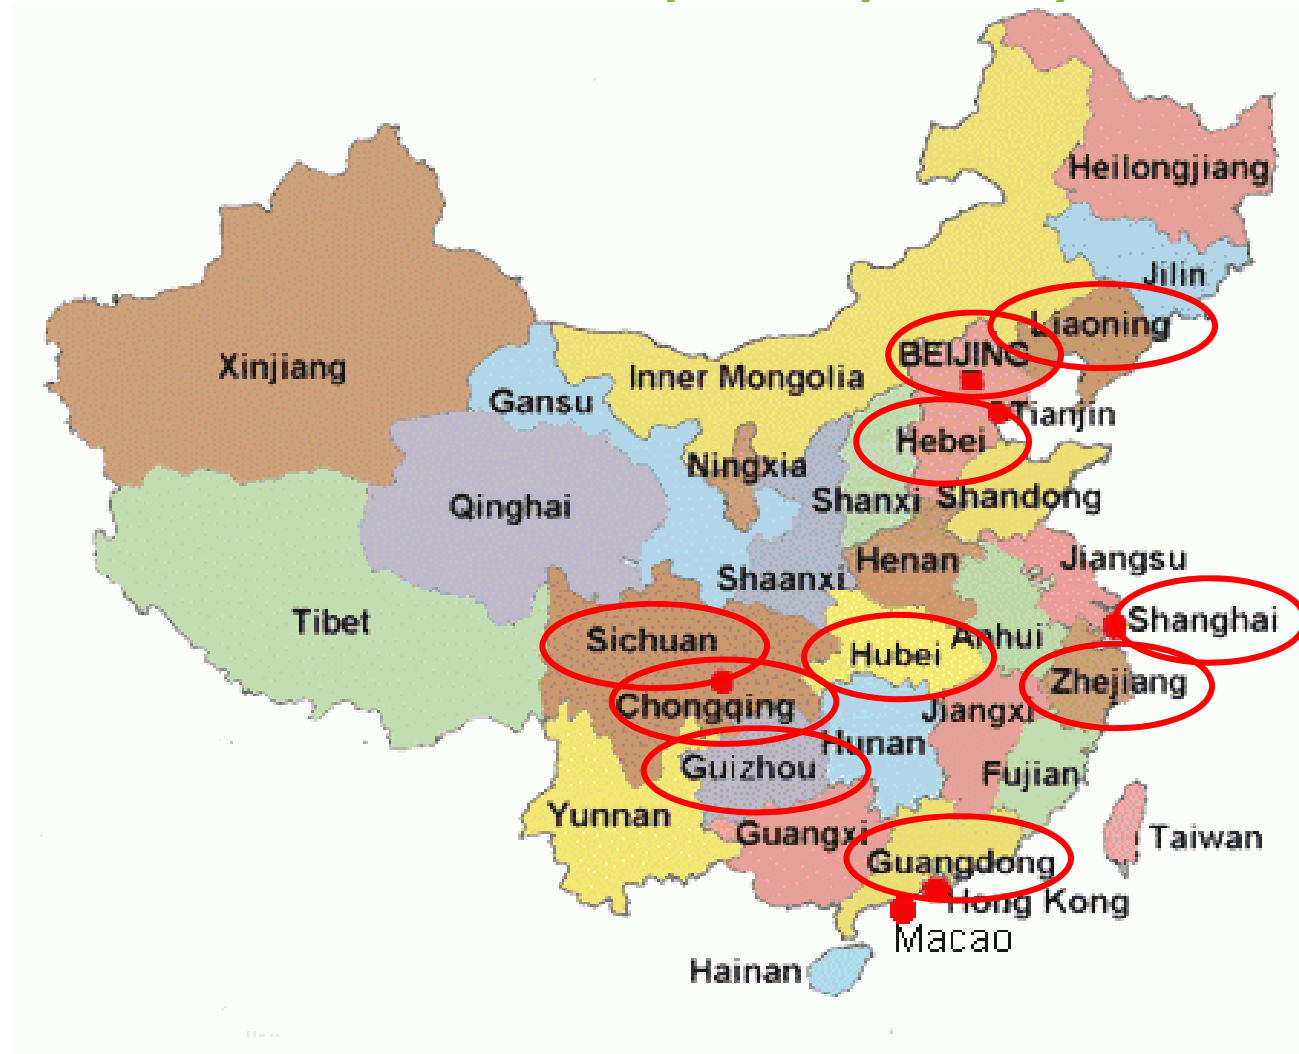 Heilongjiang
Jilin
Liaoning
BEIJING
Xinjiang
Inner Mongolia
Gansu
Tianjin
Hebei
Ningxia
Qinghai
Shanxi
Shandong
Henan
Jiangsu
Shaanxi
Tibet
Shanghai
Sichuan
Anhui
Hubei
Zhejiang
Chongqing
Jiangxi
Hunan
Guizhou
Fujian
Yunnan
Guangxi
Taiwan
Guangdong
Hong Kong
Macao
Hainan